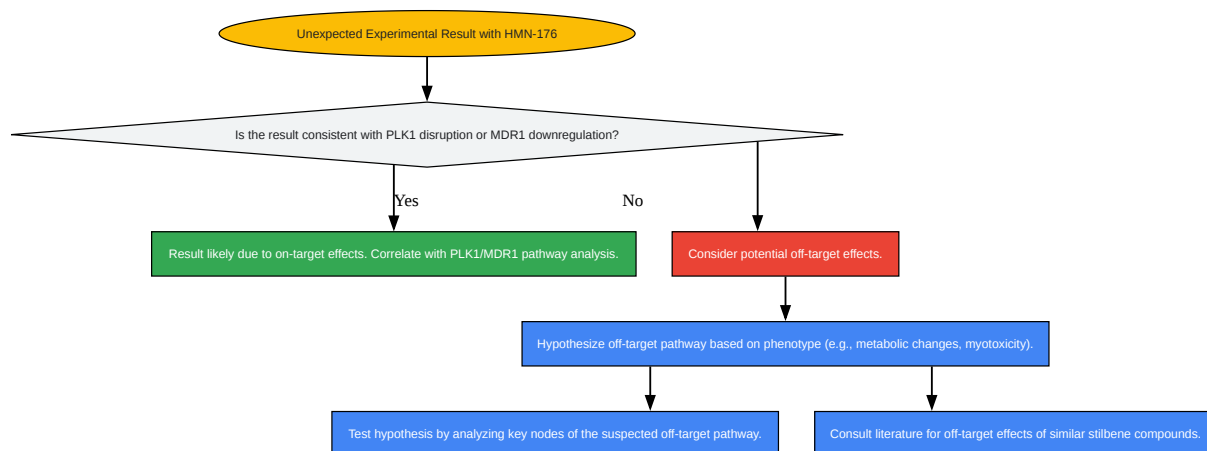 Unexpected Experimental Result with HMN-176
Is the result consistent with PLK1 disruption or MDR1 downregulation?
Yes
No
Result likely due to on-target effects. Correlate with PLK1/MDR1 pathway analysis.
Consider potential off-target effects.
Hypothesize off-target pathway based on phenotype (e.g., metabolic changes, myotoxicity).
Test hypothesis by analyzing key nodes of the suspected off-target pathway.
Consult literature for off-target effects of similar stilbene compounds.